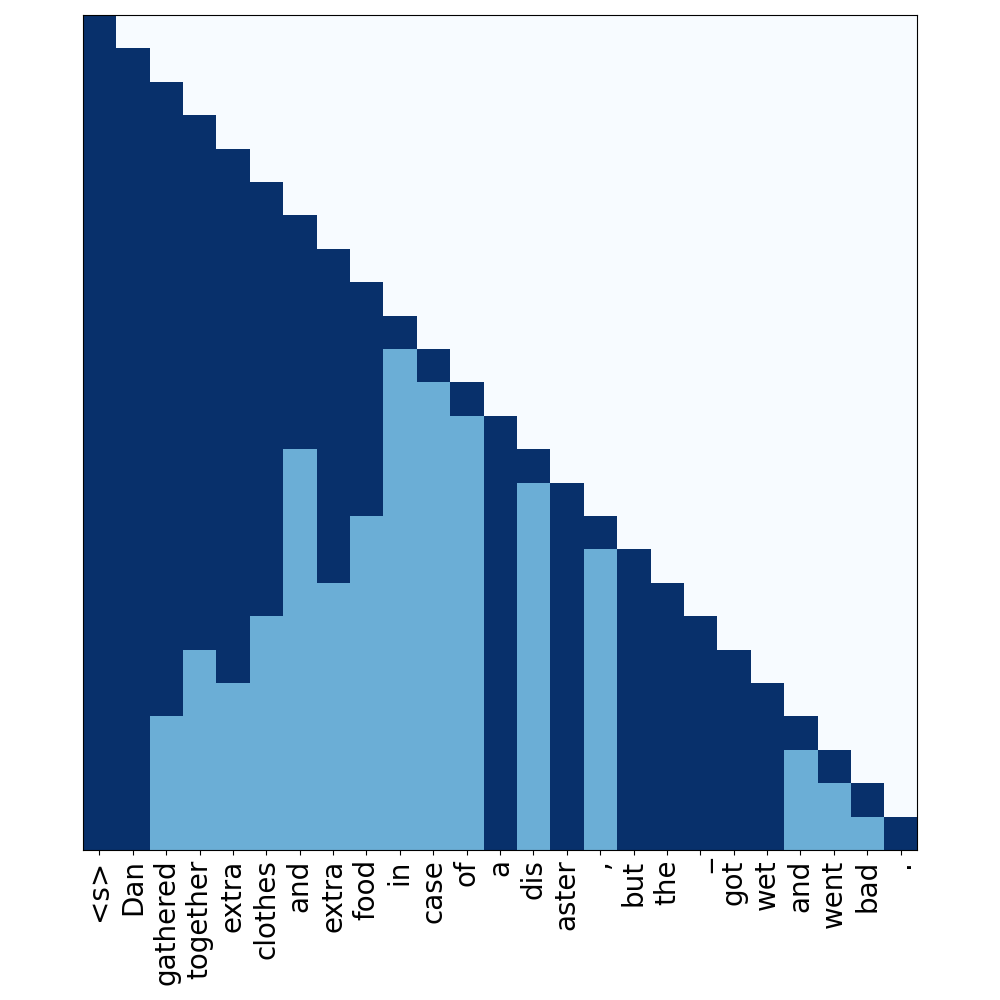 <s>
Dan
gathered
together
extra
clothes
and
extra
food
in
case
of
a
dis
aster
,
but
the
_
got
wet
and
went
bad
.